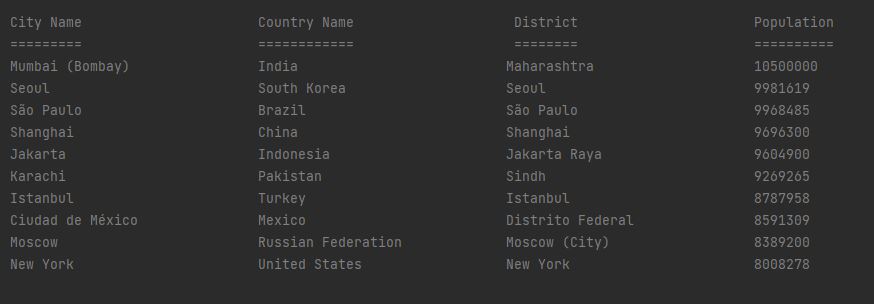 City Name Country Name District Population
========= ============ ======== ==========
Mumbai (Bombay) India Maharashtra 10500000
Seoul South Korea Seoul 9981619
São Paulo Brazil São Paulo 9968485
Shanghai China Shanghai 9696300
Jakarta Indonesia Jakarta Raya 9604900
Karachi Pakistan Sindh 9269265
Istanbul Turkey Istanbul 8787958
Ciudad de México Mexico Distrito Federal 8591309
Moscow Russian Federation Moscow (City) 8389200
New York United States New York 8008278